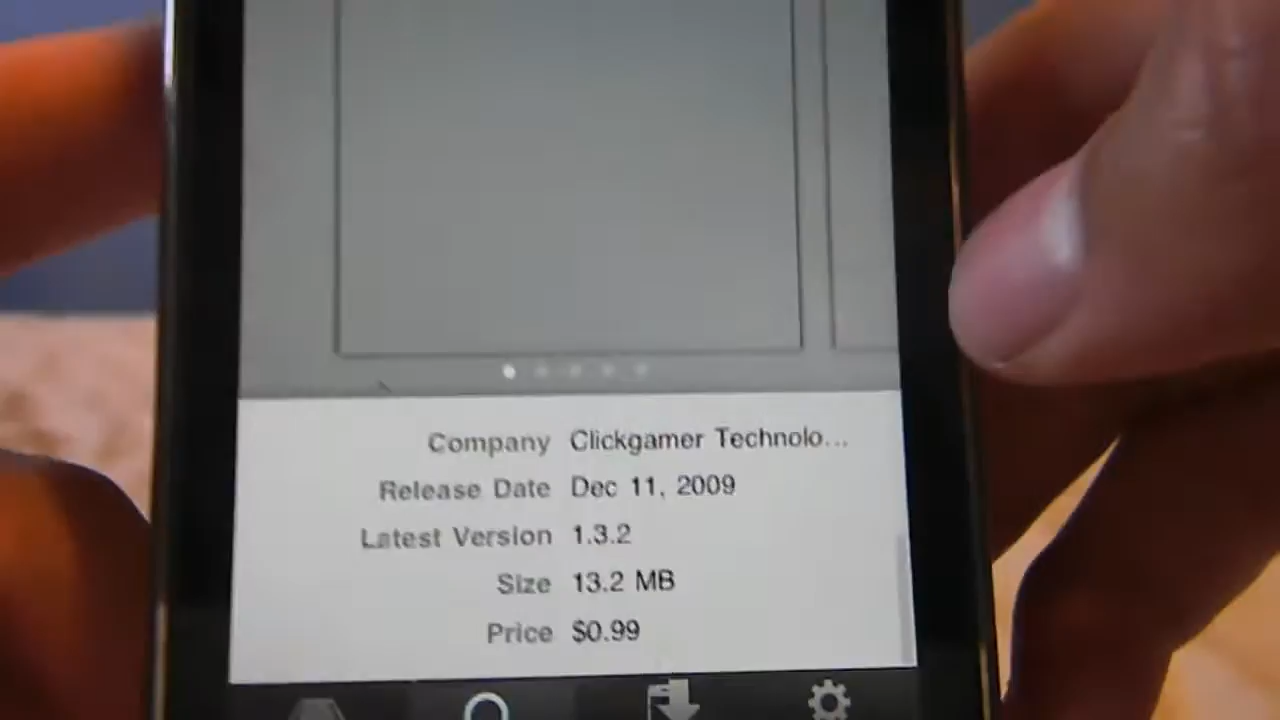 Company Clickgamer Technolo...
Release Date Dec 11, 2009
Latest Version 1.3.2
Size 13.2 MB
Price $0.99